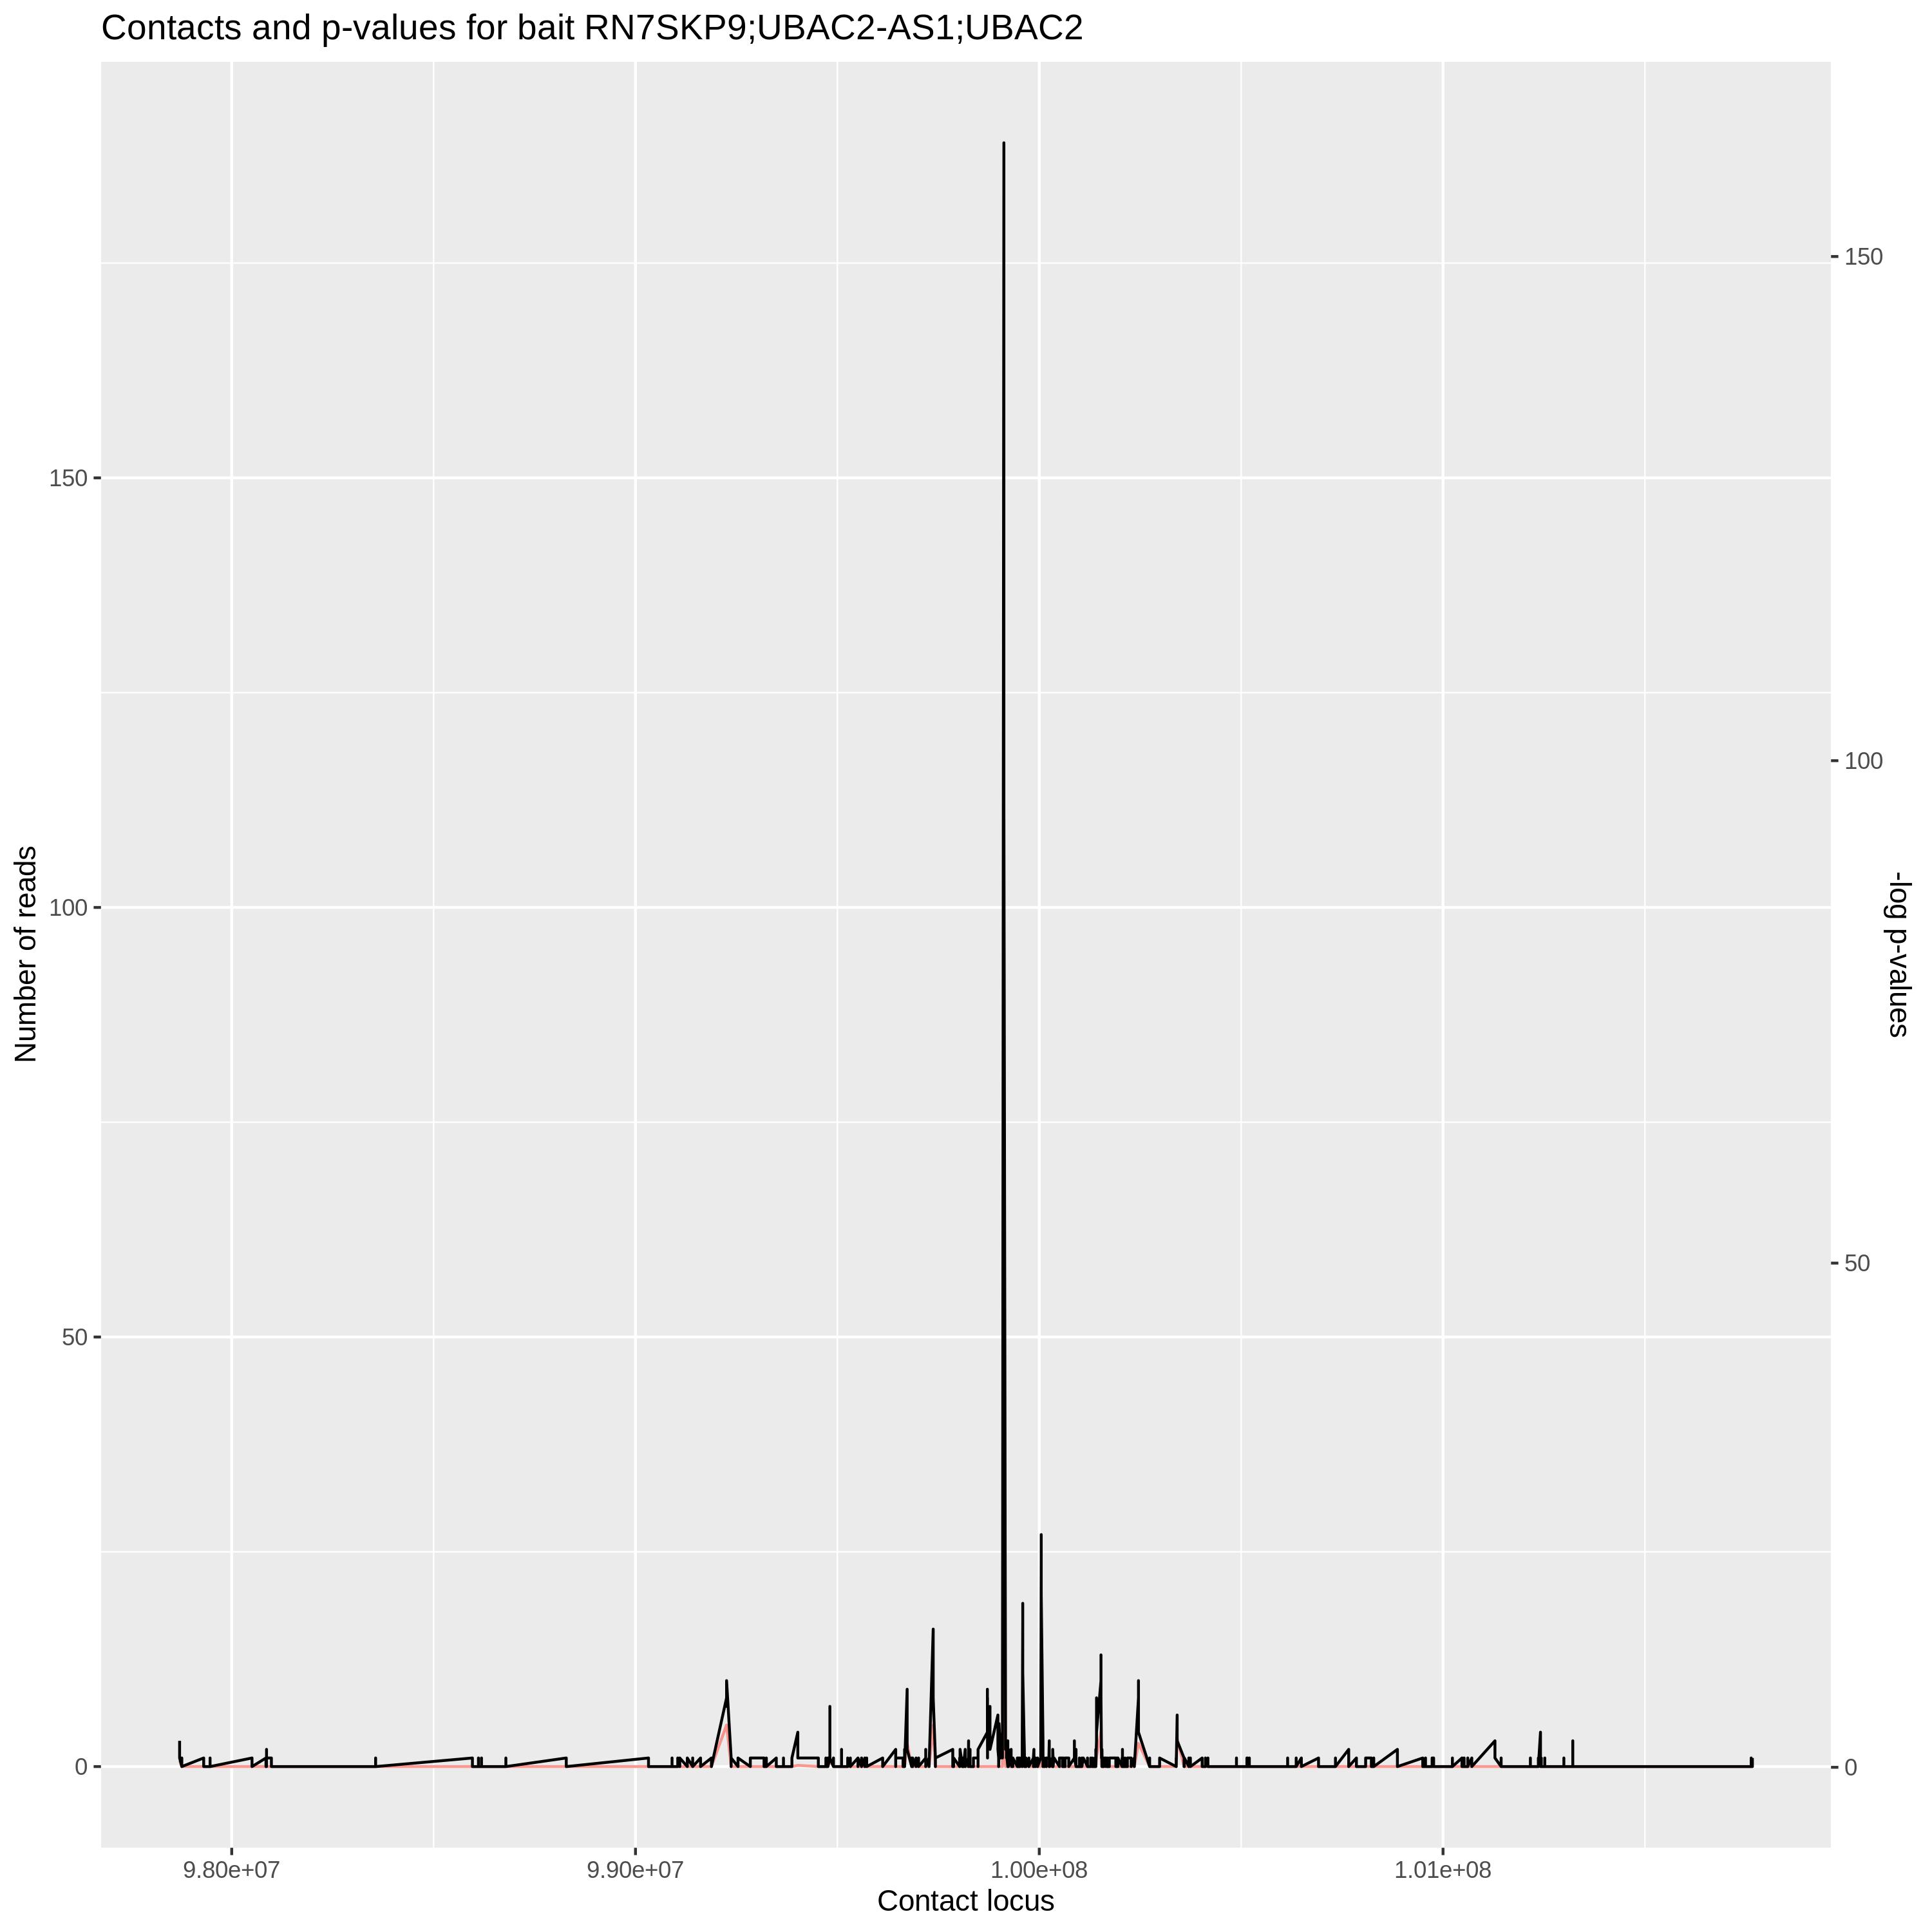 Contacts and p-values for bait RN7SKP9;UBAC2-AS1;UBAC2
150
100
50
0
Number of reads
150
100
50
0
-log p-values
9.80e+07
9.90e+07
1.00e+08
1.01e+08
Contact locus